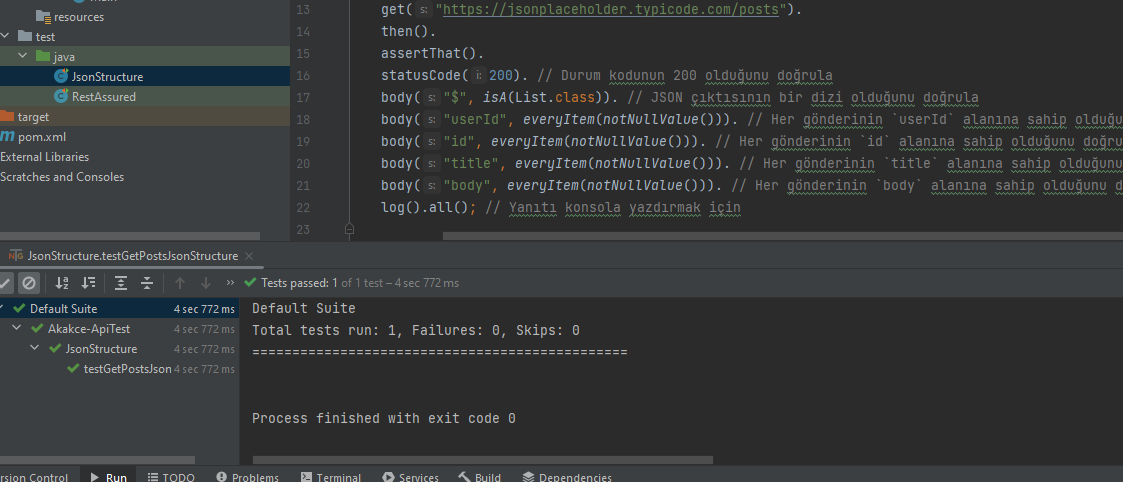 resources
test
java
JsonStructure
RestAssured
target
pom.xml
External Libraries
Scratches and Consoles
13 get( s: "https://jsonplaceholder.typicode.com/posts").
14 then().
15 assertThat().
16 statusCode( i: 200). // Durum kodunun 200 olduğunu doğrula
17 body( s: "$", isA(List.class)). // JSON çıktısının bir dizi olduğunu doğrula
18 body( s: "userId", everyItem(notNullValue())). // Her gönderinin `userId` alanına sahip olduğu
19 body( s: "id", everyItem(notNullValue())). // Her gönderinin `id` alanına sahip olduğunu doğru
20 body( s: "title", everyItem(notNullValue())). // Her gönderinin `title` alanına sahip olduğunu
21 body( s: "body", everyItem(notNullValue())). // Her gönderinin `body` alanına sahip olduğunu d
22 log().all(); // Yanıtı konsola yazdırmak için
23
JsonStructure.testGetPostsJsonStructure
Tests passed: 1 of 1 test – 4 sec 772 ms
Default Suite 4 sec 772 ms
Akakce-ApiTest 4 sec 772 ms
JsonStructure 4 sec 772 ms
testGetPostsJson 4 sec 772 ms
Default Suite
Total tests run: 1, Failures: 0, Skips: 0
===============================================
Process finished with exit code 0
ersion Control Run TODO Problems Terminal Services Build Dependencies